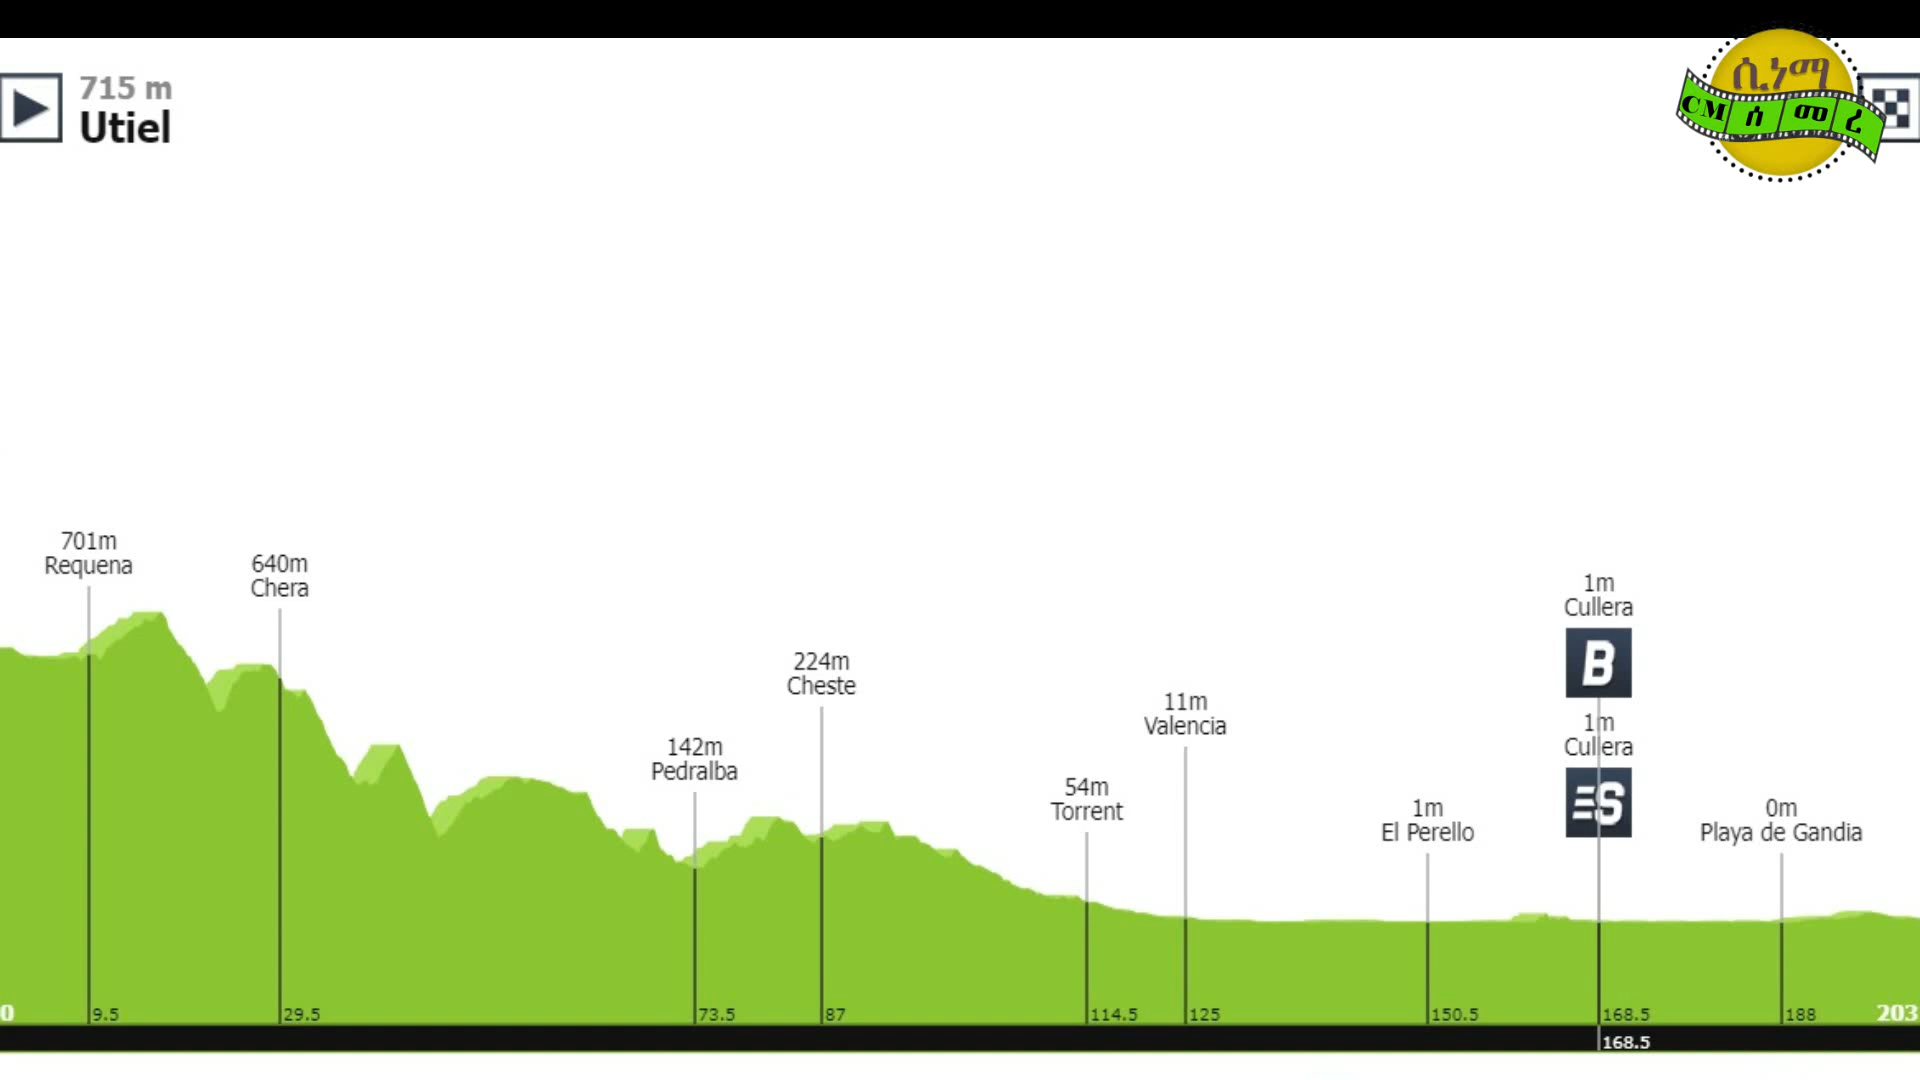 715 m
Utiel
ሲነማ
CM ሰ መ ረ
701m
Requena
640m
Chera
142m
Pedralba
224m
Cheste
54m
Torrent
11m
Valencia
1m
El Perello
1m
Cullera
B
1m
Cullera
S
0m
Playa de Gandia
0
9.5
29.5
73.5
87
114.5
125
150.5
168.5
188
203
168.5